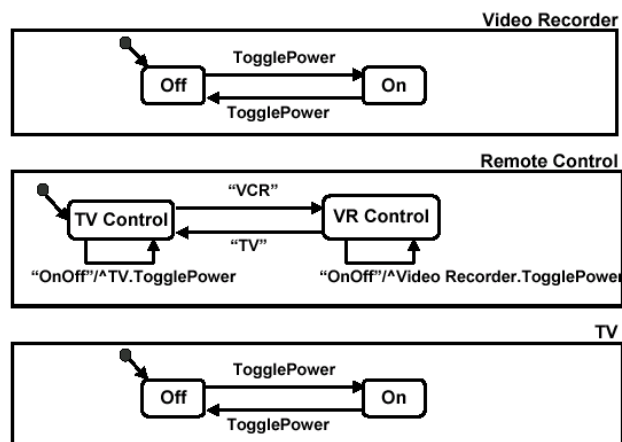 Video Recorder
TogglePower
Off
On
TogglePower
Remote Control
“VCR”
TV Control
VR Control
“TV”
“OnOff”/^TV.TogglePower
“OnOff”/^Video Recorder.TogglePower
TV
TogglePower
Off
On
TogglePower